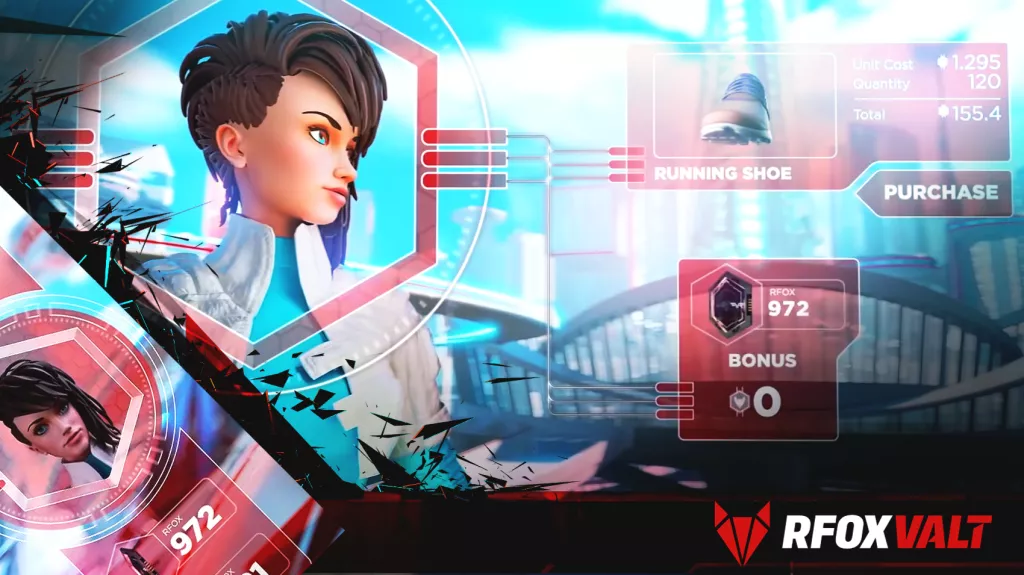 Unit Cost 1.295
Quantity 120
Total 155.4
RUNNING SHOE
PURCHASE
RFOX
972
BONUS
0
RFOX
972
RFOXVALT